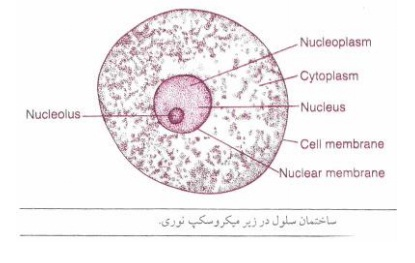 Nucleoplasm
Cytoplasm
Nucleus
Nucleolus
Cell membrane
Nuclear membrane
ساختمان سلول در زیر میکروسکپ نوری.